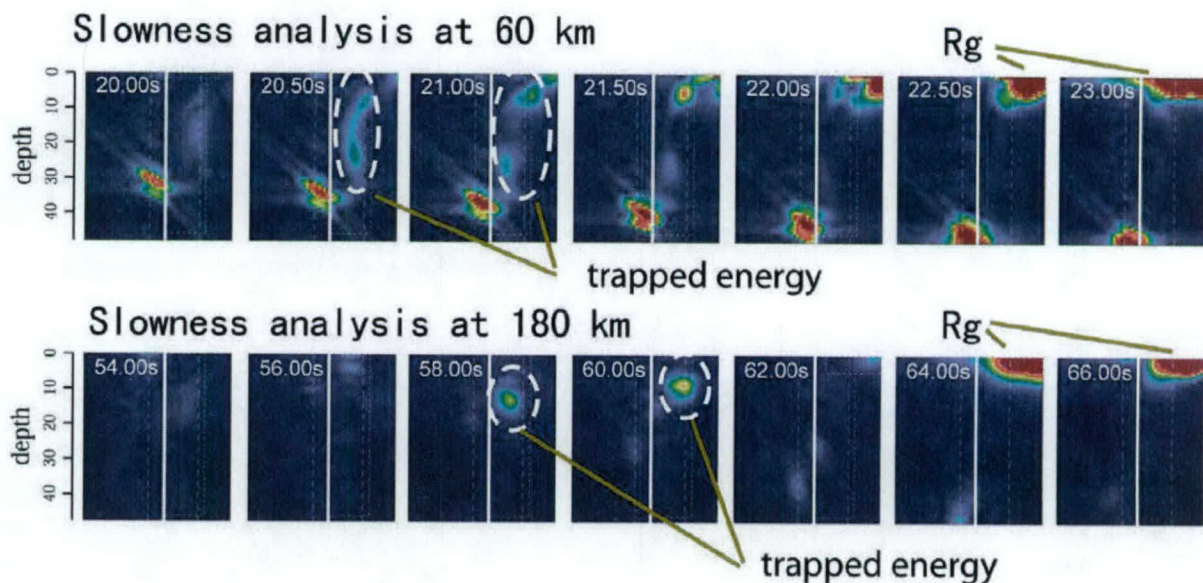 Slowness analysis at 60 km
Rg
0
10
20
30
40
depth
20.00s
20.50s
21.00s
21.50s
22.00s
22.50s
23.00s
trapped energy
Slowness analysis at 180 km
Rg
0
10
20
30
40
depth
54.00s
56.00s
58.00s
60.00s
62.00s
64.00s
66.00s
trapped energy